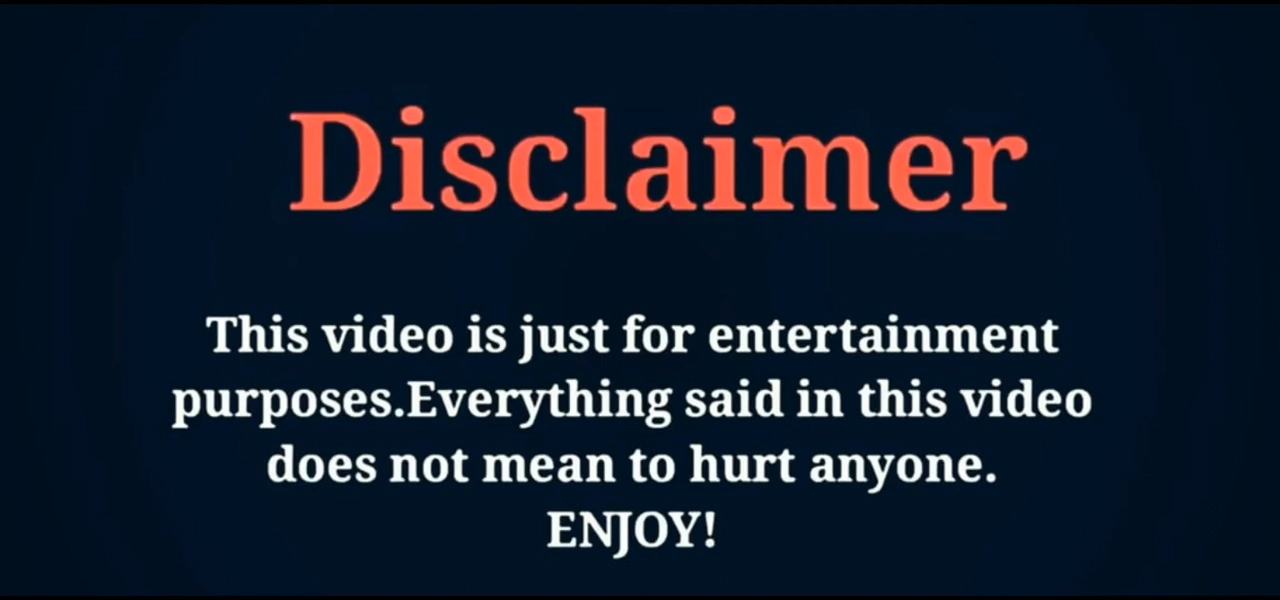 Disclaimer
This video is just for entertainment
purposes.Everything said in this video
does not mean to hurt anyone.
ENJOY!